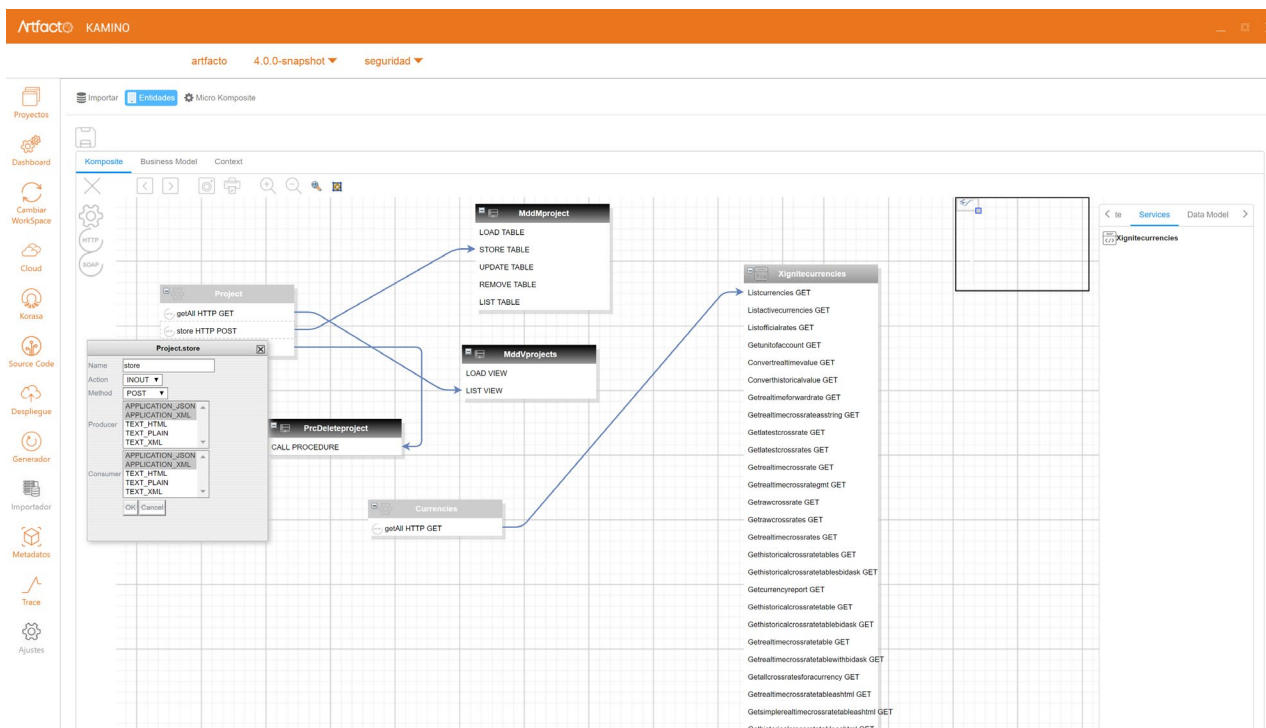 Artfacto KAMINO
artfacto 4.0.0-snapshot seguridad
Importar Entidades Micro Komposite
Proyectos
Dashboard
Cambiar
WorkSpace
Cloud
Korasa
Source Code
Despliegue
Generador
Importador
Metadatos
Trace
Ajustes
Komposite Business Model Context
HTTP
SOAP
Project
getAll HTTP GET
store HTTP POST
Project.store
Name store
Action INOUT
Method POST
Producer
APPLICATION_JSON
APPLICATION_XML
TEXT_HTML
TEXT_PLAIN
TEXT_XML
Consumer
APPLICATION_JSON
APPLICATION_XML
TEXT_HTML
TEXT_PLAIN
TEXT_XML
OK Cancel
MddMproject
LOAD TABLE
STORE TABLE
UPDATE TABLE
REMOVE TABLE
LIST TABLE
MddVprojects
LOAD VIEW
LIST VIEW
PrcDeleteproject
CALL PROCEDURE
Currencies
getAll HTTP GET
Xignitecurrencies
Listcurrencies GET
Listactivecurrencies GET
Listofficialrates GET
Getunitofaccount GET
Convertrealtimevalue GET
Converthistoricalvalue GET
Getrealtimeforwardrate GET
Getrealtimecrossrateasstring GET
Getlatestcrossrate GET
Getlatestcrossrates GET
Getrealtimecrossrate GET
Getrealtimecrossrategmt GET
Getrawcrossrate GET
Getrawcrossrates GET
Getrealtimecrossrates GET
Gethistoricalcrossratetables GET
Gethistoricalcrossratetablesbidask GET
Getcurrencyreport GET
Gethistoricalcrossratetable GET
Gethistoricalcrossratetablebidask GET
Getrealtimecrossratetable GET
Getrealtimecrossratetablewithbidask GET
Getallcrossratesforacurrency GET
Getrealtimecrossratetableashtml GET
Getsimplerealtimecrossratetableashtml GET
te Services Data Model
Xignitecurrencies